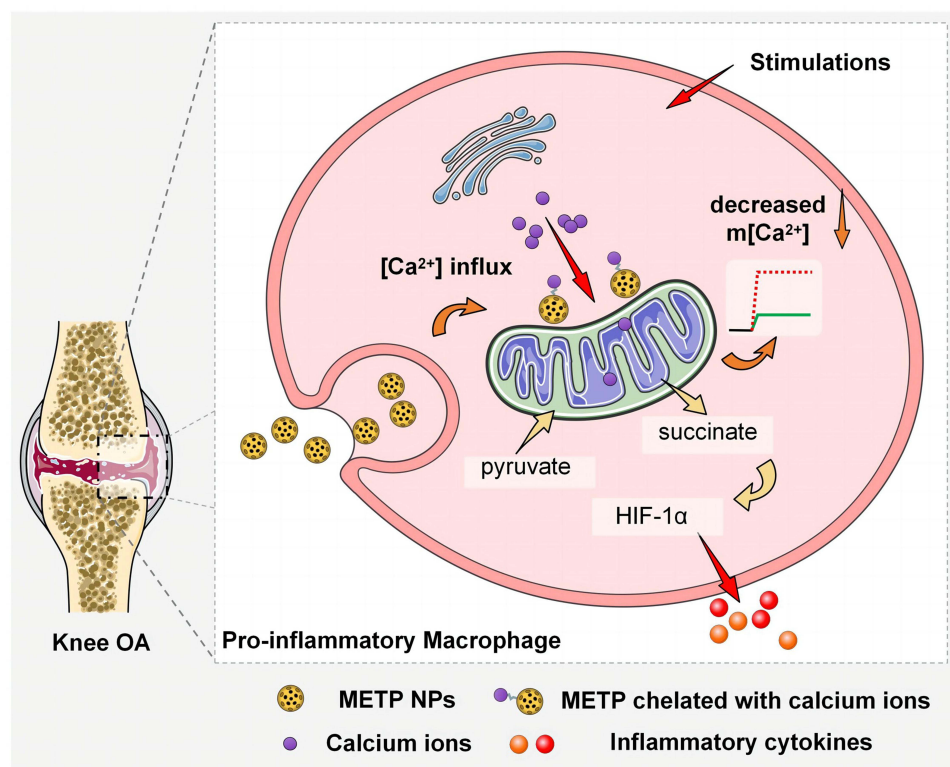 Stimulations
decreased
m[Ca²⁺]
[Ca²⁺] influx
succinate
pyruvate
HIF-1α
Knee OA
Pro-inflammatory Macrophage
METP NPs
METP chelated with calcium ions
Calcium ions
Inflammatory cytokines